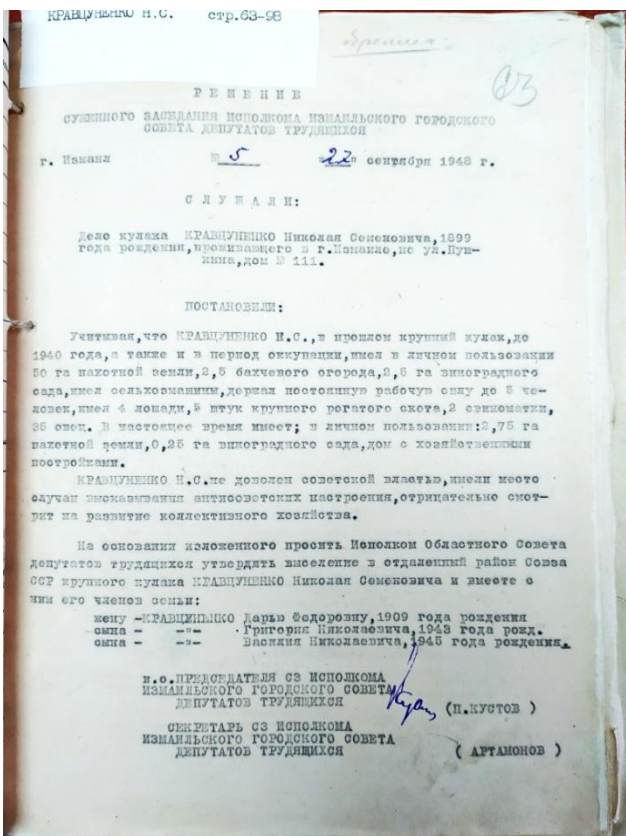 КРАВЦУНЕНКО Н.С. стр.63-98
63
РЕШЕНИЕ
СУЖЕННОГО ЗАСЕДАНИЯ ИСПОЛКОМА ИЗМАИЛЬСКОГО ГОРОДСКОГО
СОВЕТА ДЕПУТАТОВ ТРУДЯЩИХСЯ
г. Измаил № 5 "22 сентября 1948 г.
СЛУШАЛИ:
Дело кулака КРАВЦУНЕНКО Николая Семеновича,1899
года рождения,проживающего в г.Измаиле,по ул.Пуш-
кина,дом № 111.
ПОСТАНОВИЛИ:
Учитывая,что КРАВЦУНЕНКО Н.С.,в прошлом крупный кулак,до
1940 года,а также и в период оккупации,имел в личном пользовании
50 га пахотной земли,2,5 бахчевого огорода,2,5 га виноградного
сада,имел сельхозмашины,держал постоянную рабочую силу до 5 че-
ловек,имел 4 лошади,5 штук крупного рогатого скота,2 свиноматки,
35 овец. В настоящее время имеет; в личном пользовании:2,75 га
пахотной земли,0,25 га виноградного сада,дом с хозяйственными
постройками.
КРАВЦУНЕНКО Н.С.не доволен советской властью,имели место
случаи высказывания антисоветских настроения,отрицательно смот-
рит на развитие коллективного хозяйства.
На основании изложенного просить Исполком Областного Совета
депутатов трудящихся утвердить выселение в отдаленный район Союза
ССР крупного кулака КРАВЦУНЕНКО Николая Семеновича и вместе с
ним его членов семьи:
жену -КРАВЦУНЕНКО Дарью Федоровну,1909 года рождения
сына - -"- Григория Николаевича,1943 года рожд.
сына - -"- Василия Николаевича,1945 года рождения.
и.о.ПРЕДСЕДАТЕЛЯ СЗ ИСПОЛКОМА
ИЗМАИЛЬСКОГО ГОРОДСКОГО СОВЕТА
ДЕПУТАТОВ ТРУДЯЩИХСЯ (П.КУСТОВ )
СЕКРЕТАРЬ СЗ ИСПОЛКОМА
ИЗМАИЛЬСКОГО ГОРОДСКОГО СОВЕТА
ДЕПУТАТОВ ТРУДЯЩИХСЯ ( АРТАМОНОВ )